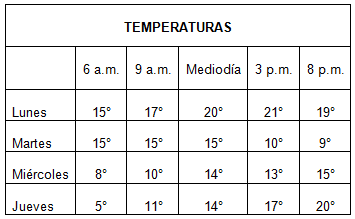 TEMPERATURAS
6 a.m. 9 a.m. Mediodía 3 p.m. 8 p.m.
Lunes 15° 17° 20° 21° 19°
Martes 15° 15° 15° 10° 9°
Miércoles 8° 10° 14° 13° 15°
Jueves 5° 11° 14° 17° 20°